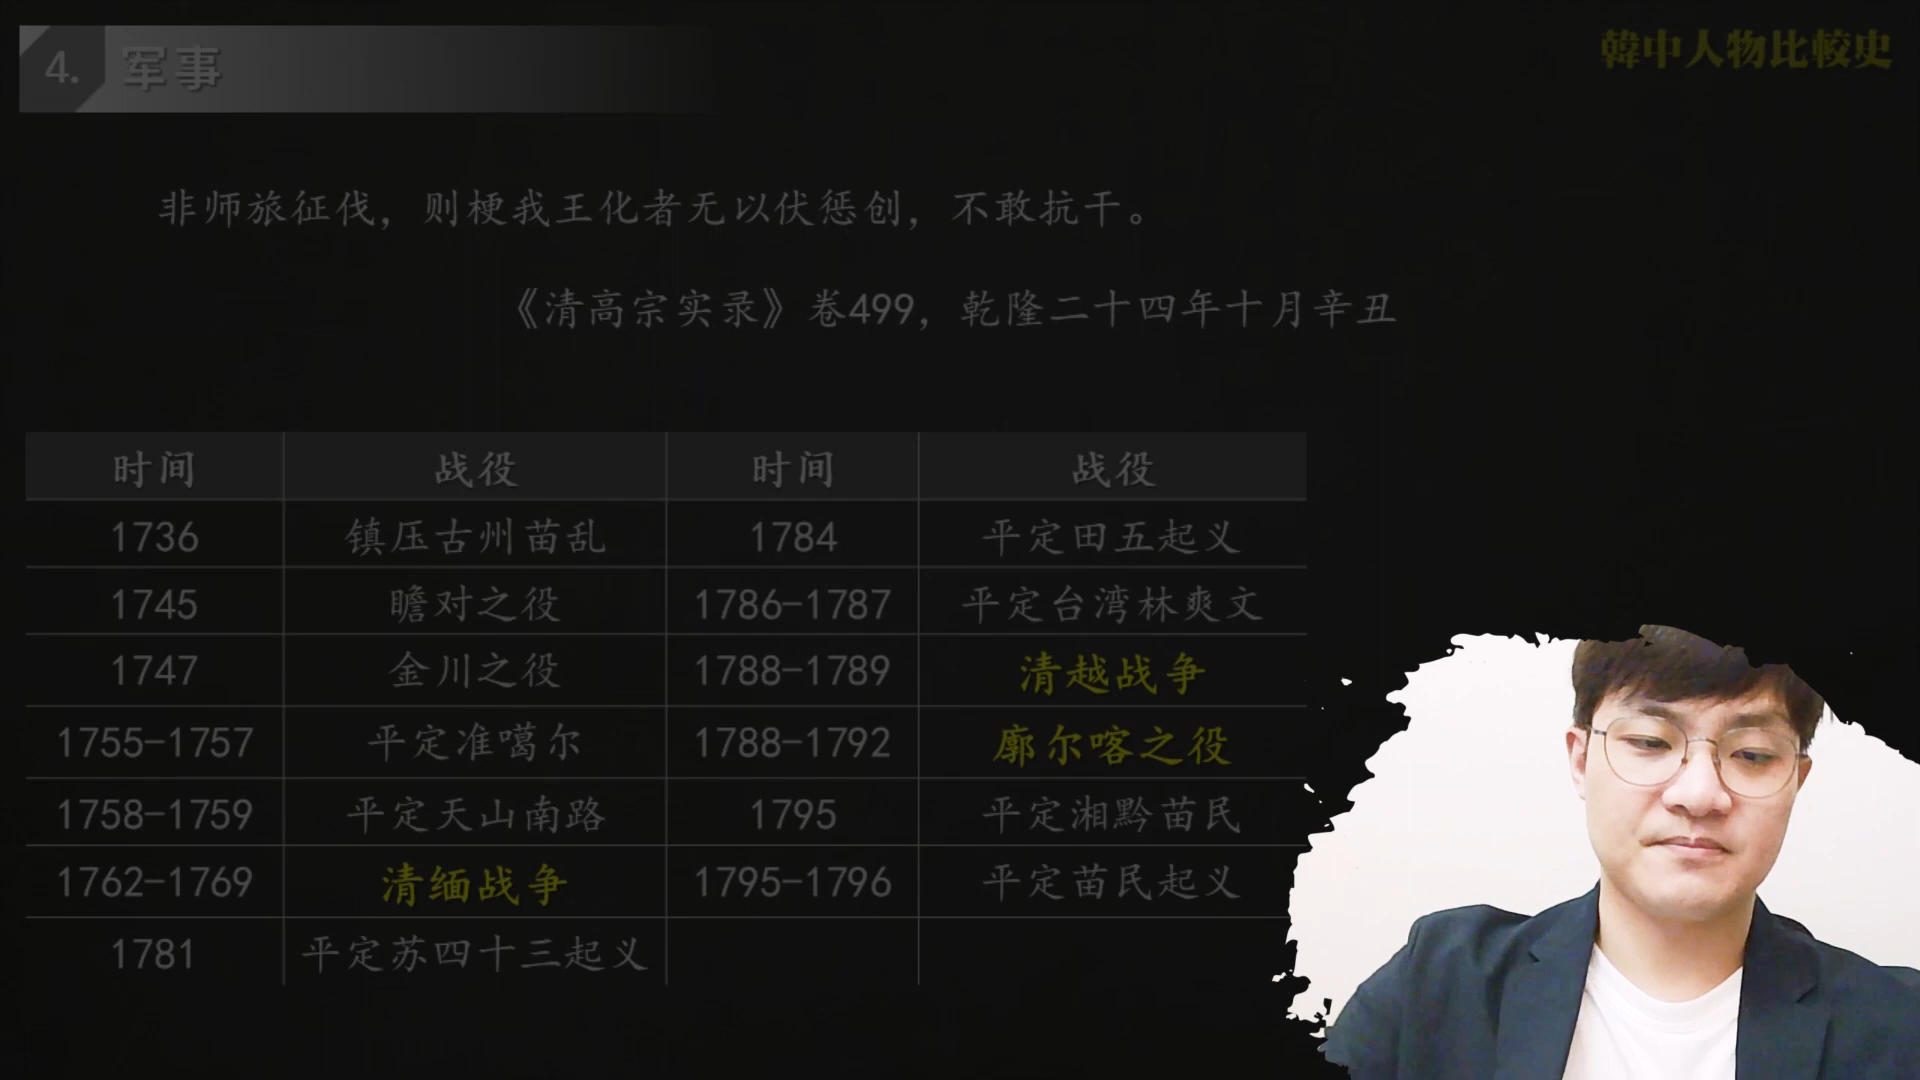 4. 军事
韓中人物比較史
非师旅征伐，则梗我王化者无以伏惩创，不敢抗干。
《清高宗实录》卷499，乾隆二十四年十月辛丑
时间 战役 时间 战役
1736 镇压古州苗乱 1784 平定田五起义
1745 瞻对之役 1786-1787 平定台湾林爽文
1747 金川之役 1788-1789 清越战争
1755-1757 平定准噶尔 1788-1792 廓尔喀之役
1758-1759 平定天山南路 1795 平定湘黔苗民
1762-1769 清缅战争 1795-1796 平定苗民起义
1781 平定苏四十三起义